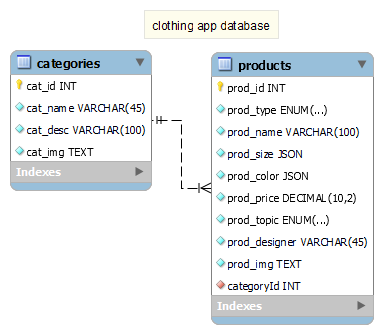 clothing app database
categories
cat_id INT
cat_name VARCHAR(45)
cat_desc VARCHAR(100)
cat_img TEXT
Indexes
products
prod_id INT
prod_type ENUM(...)
prod_name VARCHAR(100)
prod_size JSON
prod_color JSON
prod_price DECIMAL(10,2)
prod_topic ENUM(...)
prod_designer VARCHAR(45)
prod_img TEXT
categoryId INT
Indexes